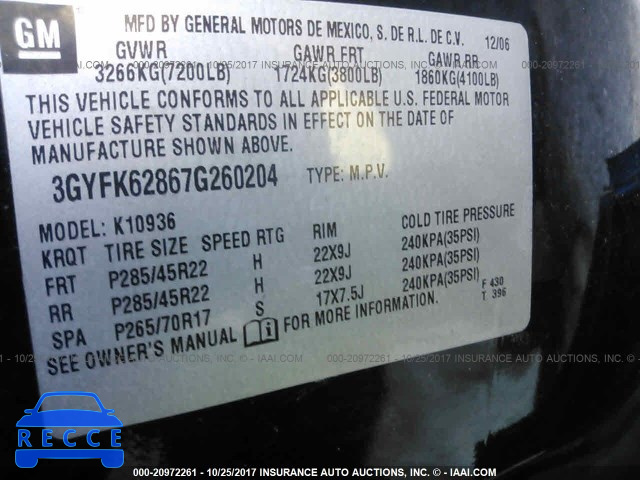 GM
MFD BY GENERAL MOTORS DE MEXICO, S. DE R.L. DE C.V. 12/06
GVWR GAWR FRT GAWR RR
3266KG(7200LB) 1724KG(3800LB) 1860KG(4100LB)
THIS VEHICLE CONFORMS TO ALL APPLICABLE U.S. FEDERAL MOTOR
VEHICLE SAFETY STANDARDS IN EFFECT ON THE DATE OF
MANUFACTURE SHOWN ABOVE.
3GYFK62867G260204 TYPE: M.P.V.
MODEL: K10936
KRQT TIRE SIZE SPEED RTG RIM COLD TIRE PRESSURE
FRT P285/45R22 H 22X9J 240KPA(35PSI)
RR P285/45R22 H 22X9J 240KPA(35PSI)
SPA P265/70R17 S 17X7.5J 240KPA(35PSI)
F 430
T 396
SEE OWNER'S MANUAL FOR MORE INFORMATION.
000-20972261 - 10/25/2017 INSURANCE AUTO AUCTIONS - © IAAI.COM